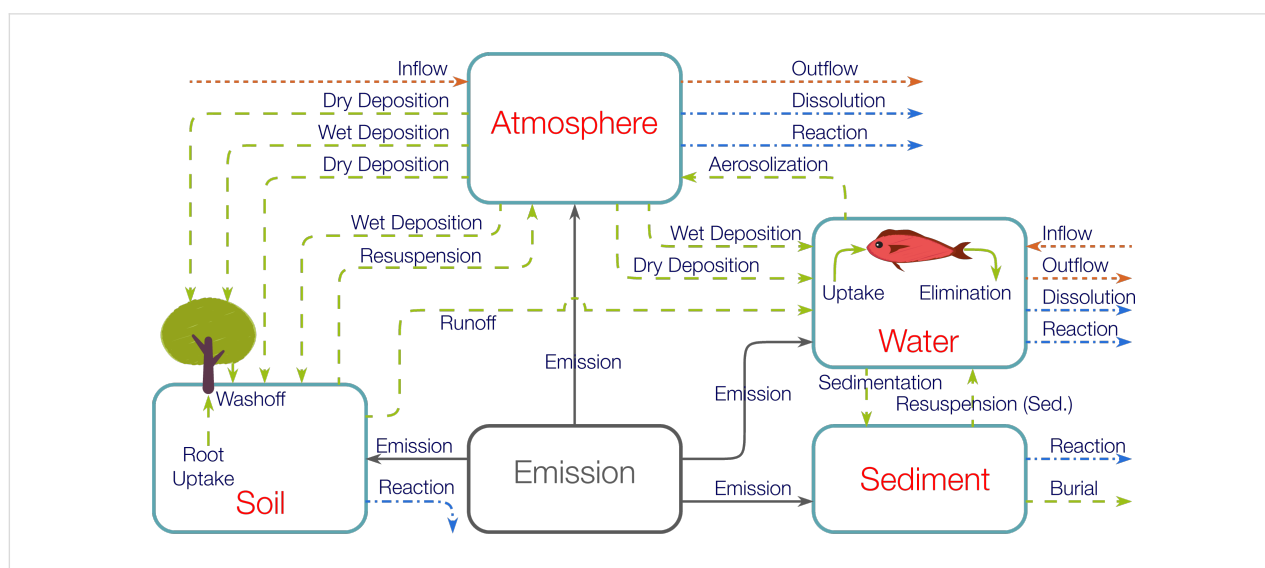 Inflow
Outflow
Dry Deposition
Dissolution
Wet Deposition
Atmosphere
Reaction
Dry Deposition
Aerosolization
Wet Deposition
Wet Deposition
Inflow
Resuspension
Dry Deposition
Outflow
Uptake
Elimination
Dissolution
Runoff
Water
Reaction
Emission
Sedimentation
Emission
Washoff
Resuspension (Sed.)
Emission
Root
Uptake
Emission
Sediment
Reaction
Reaction
Emission
Burial
Soil